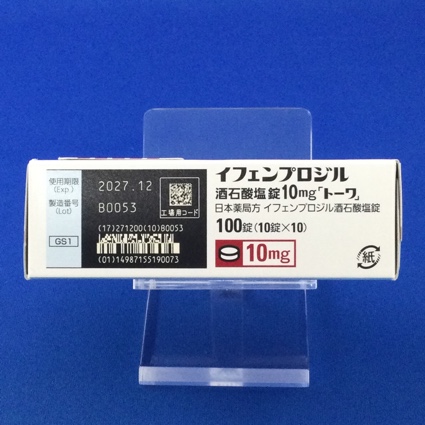 使用期限
(Exp)
2027.12
製造番号
(Lot)
B0053
工場用コード
GS1
(17)271200(10)B0053
(01)14987155190073
イフェンプロジル
酒石酸塩錠10mg「トーワ」
日本薬局方 イフェンプロジル酒石酸塩錠
100錠(10錠×10)
10mg
紙